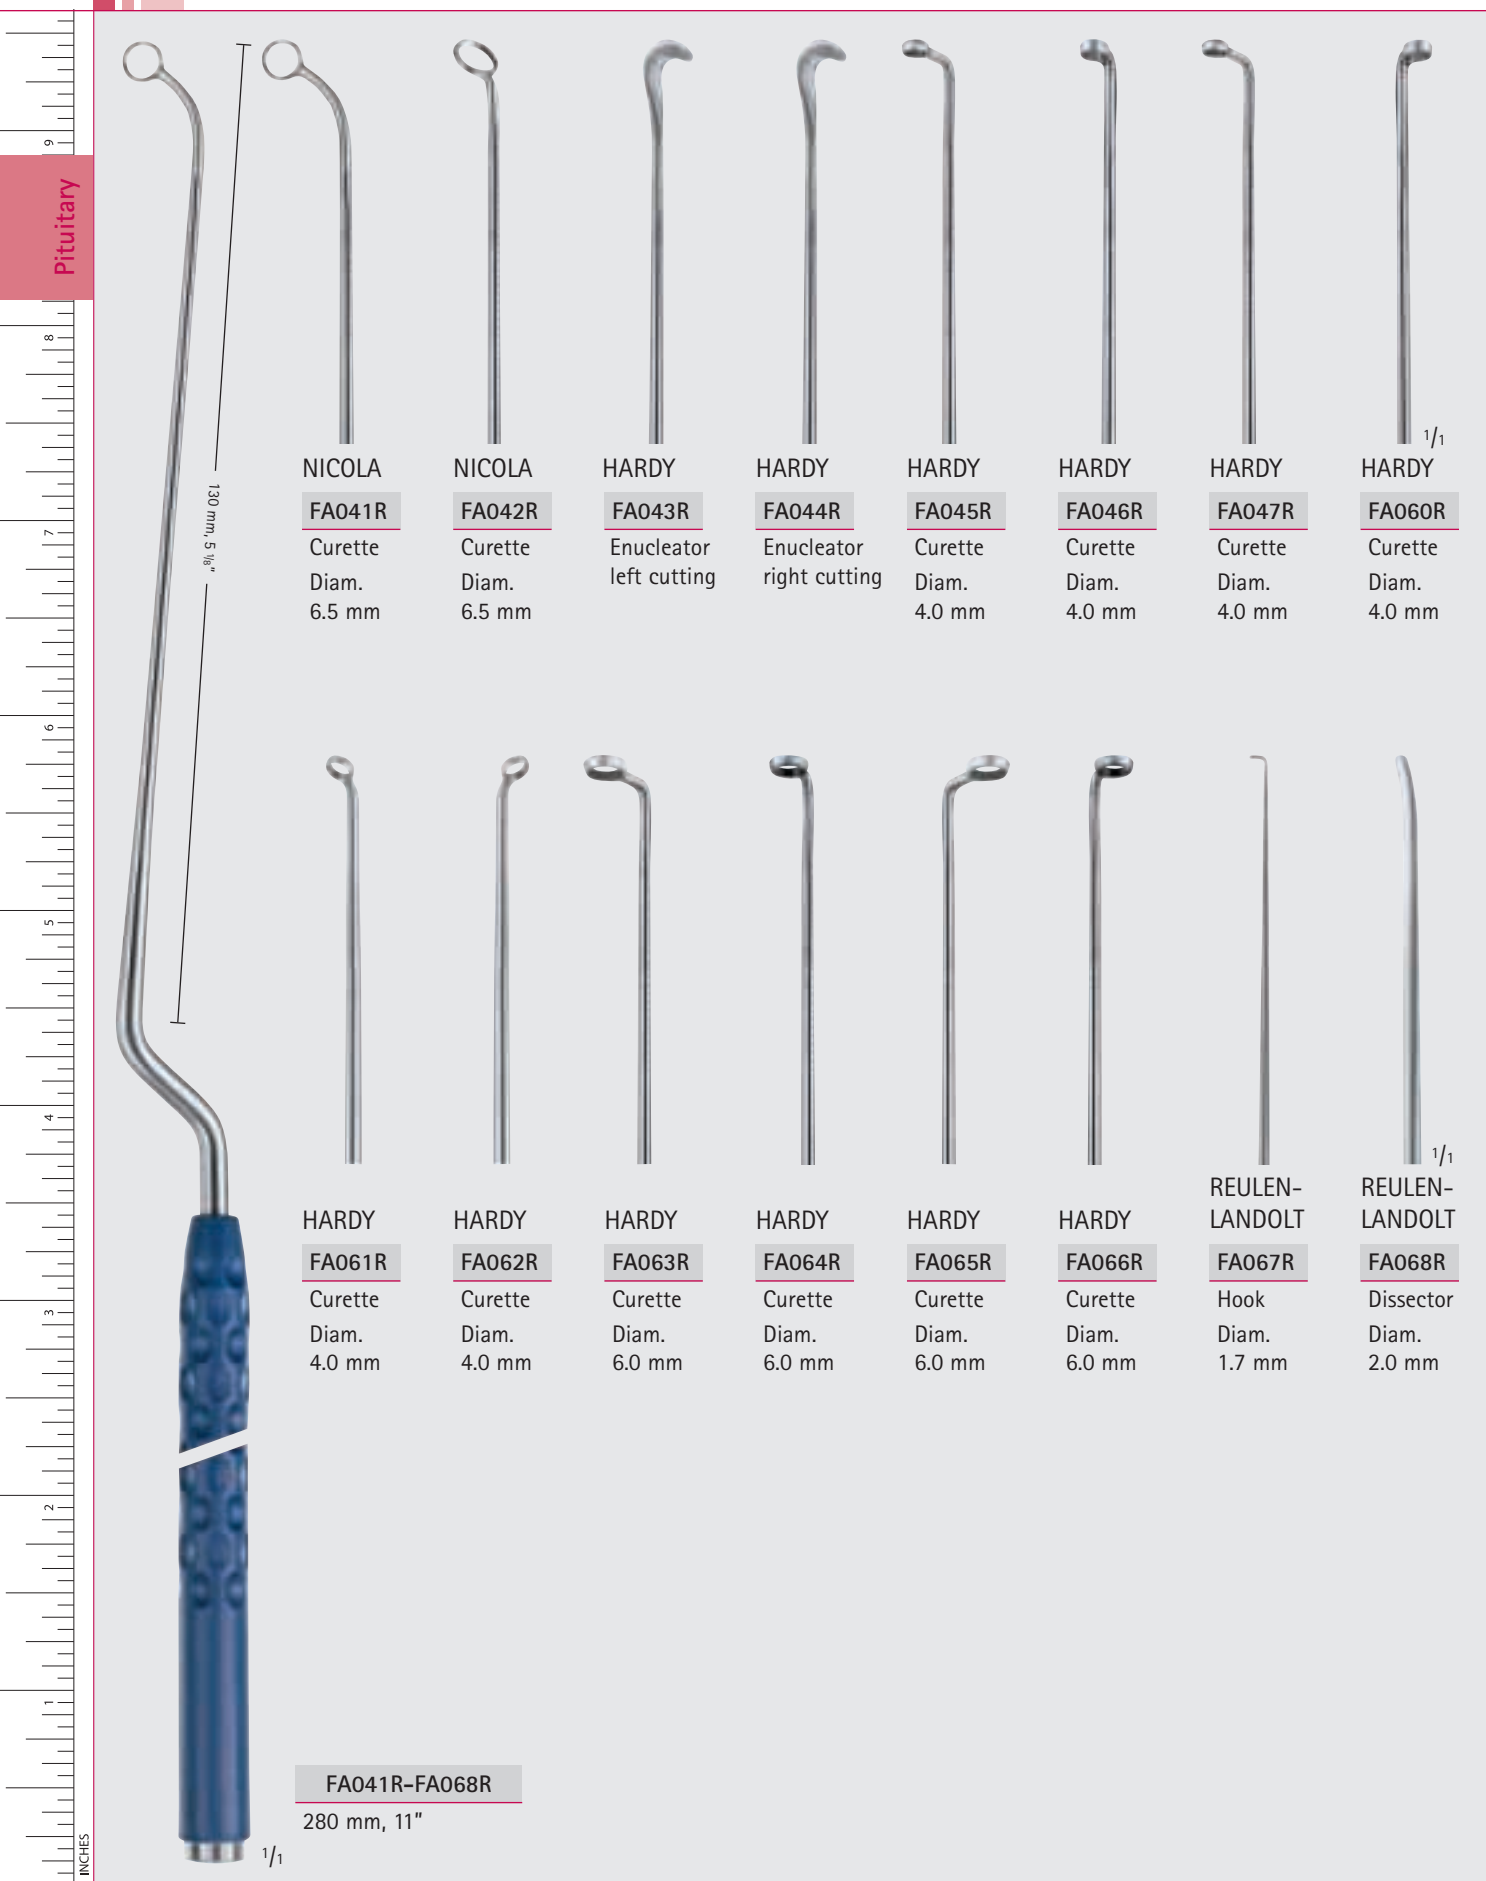 Pituitary
9
8
7
6
5
4
3
2
1
INCHES
130 mm, 5 1/8"
1/1
NICOLA
FA041R
Curette
Diam.
6.5 mm
NICOLA
FA042R
Curette
Diam.
6.5 mm
HARDY
FA043R
Enucleator
left cutting
HARDY
FA044R
Enucleator
right cutting
HARDY
FA045R
Curette
Diam.
4.0 mm
HARDY
FA046R
Curette
Diam.
4.0 mm
HARDY
FA047R
Curette
Diam.
4.0 mm
HARDY
FA060R
Curette
Diam.
4.0 mm
1/1
HARDY
FA061R
Curette
Diam.
4.0 mm
HARDY
FA062R
Curette
Diam.
4.0 mm
HARDY
FA063R
Curette
Diam.
6.0 mm
HARDY
FA064R
Curette
Diam.
6.0 mm
HARDY
FA065R
Curette
Diam.
6.0 mm
HARDY
FA066R
Curette
Diam.
6.0 mm
REULEN-
LANDOLT
FA067R
Hook
Diam.
1.7 mm
REULEN-
LANDOLT
FA068R
Dissector
Diam.
2.0 mm
FA041R–FA068R
280 mm, 11"
1/1